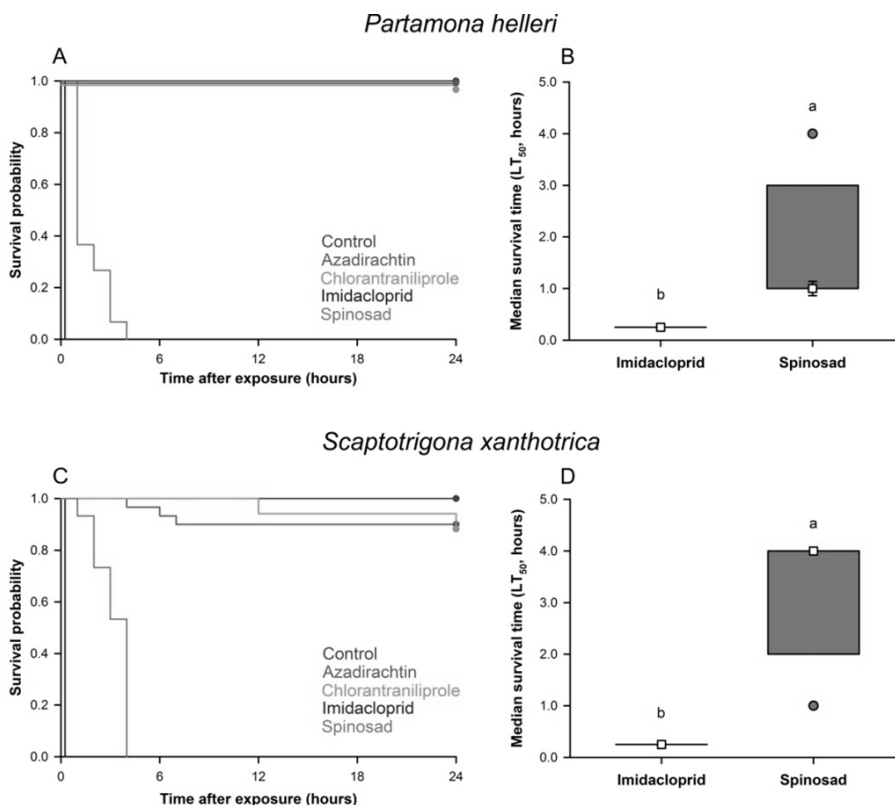 Partamona helleri
A
B
1.0
0.8
0.6
0.4
0.2
0.0
Survival probability
Control
Azadirachtin
Chlorantraniliprole
Imidacloprid
Spinosad
0
6
12
18
24
Time after exposure (hours)
5.0
4.0
3.0
2.0
1.0
0.0
Median survival time (LT50, hours)
b
a
Imidacloprid
Spinosad
Scaptotrigona xanthotrica
C
D
1.0
0.8
0.6
0.4
0.2
0.0
Survival probability
Control
Azadirachtin
Chlorantraniliprole
Imidacloprid
Spinosad
0
6
12
18
24
Time after exposure (hours)
5.0
4.0
3.0
2.0
1.0
0.0
Median survival time (LT50, hours)
b
a
Imidacloprid
Spinosad